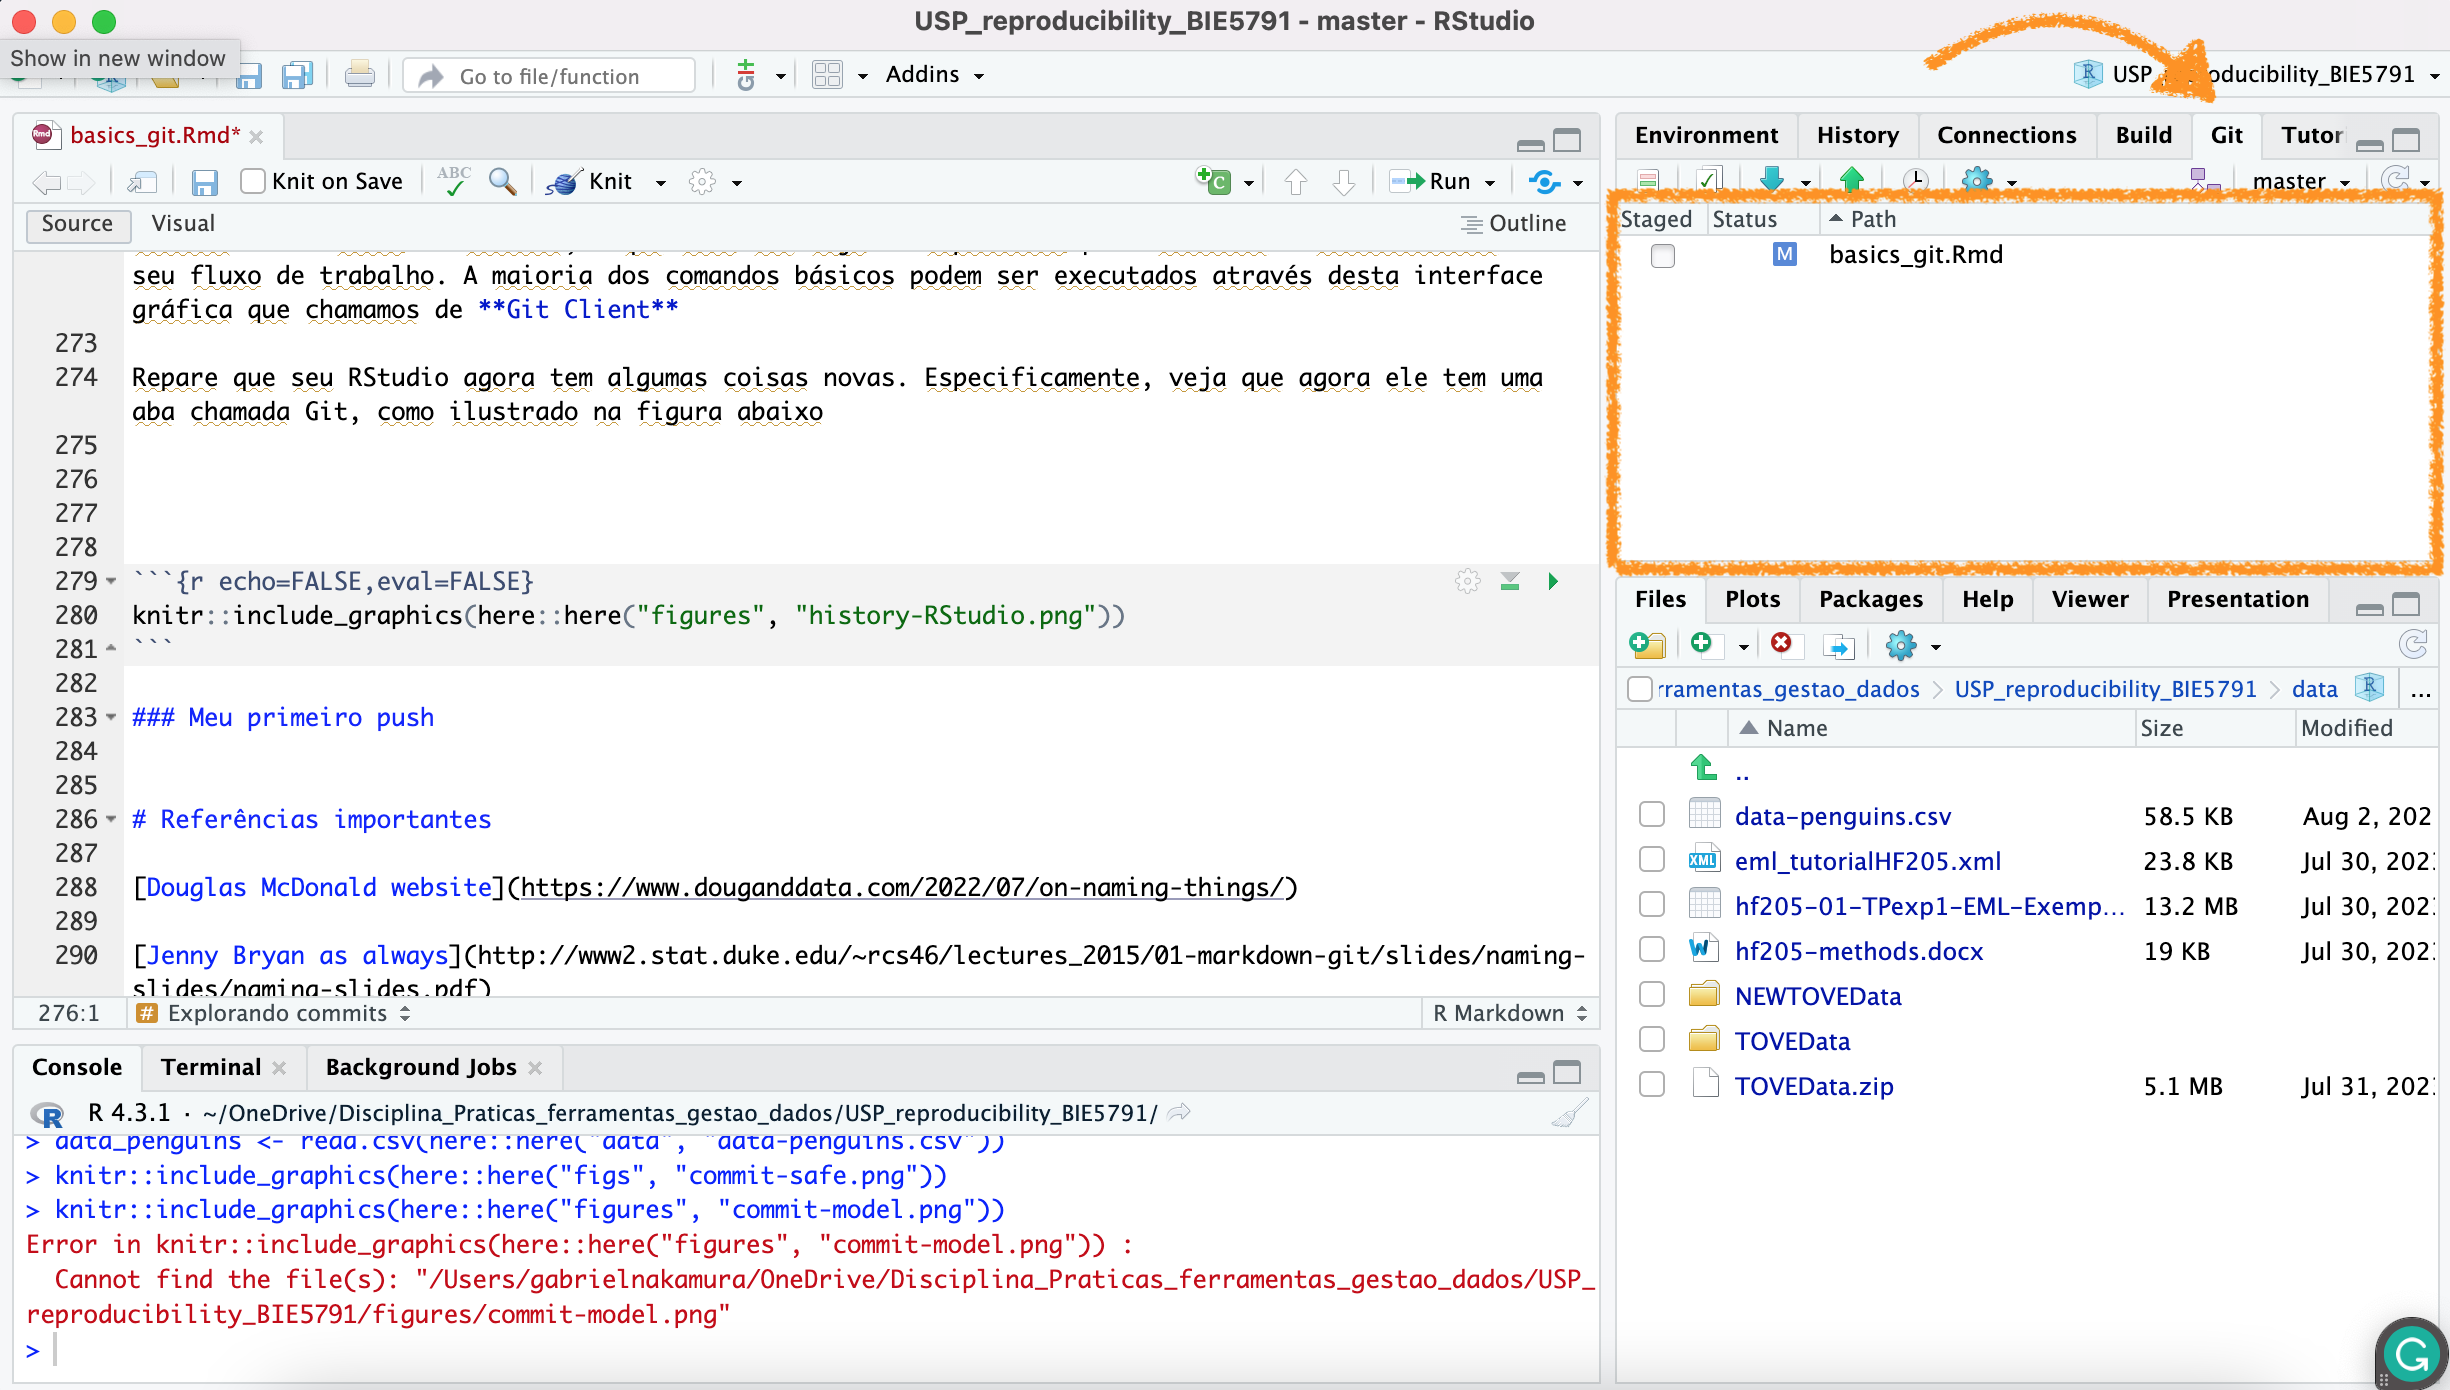 USP_reproducibility_BIE5791 - master - RStudio
Show in new window
Go to file/function
Addins
USP_reproducibility_BIE5791
basics_git.Rmd*
Knit on Save
ABC
Knit
Run
Source
Visual
Outline
seu fluxo de trabalho. A maioria dos comandos básicos podem ser executados através desta interface
gráfica que chamamos de **Git Client**
273
274 Repare que seu RStudio agora tem algumas coisas novas. Especificamente, veja que agora ele tem uma
aba chamada Git, como ilustrado na figura abaixo
275
276
277
278
279 ```{r echo=FALSE,eval=FALSE}
280 knitr::include_graphics(here::here("figures", "history-RStudio.png"))
281 ```
282
283 ### Meu primeiro push
284
285
286 # Referências importantes
287
288 [Douglas McDonald website](https://www.douganddata.com/2022/07/on-naming-things/)
289
290 [Jenny Bryan as always](http://www2.stat.duke.edu/~rcs46/lectures_2015/01-markdown-git/slides/naming-
slides/naming-slides.pdf)
276:1 # Explorando commits R Markdown
Console Terminal Background Jobs
R 4.3.1 · ~/OneDrive/Disciplina_Praticas_ferramentas_gestao_dados/USP_reproducibility_BIE5791/
> data_penguins <- read.csv(here::here("data", "data-penguins.csv"))
> knitr::include_graphics(here::here("figs", "commit-safe.png"))
> knitr::include_graphics(here::here("figures", "commit-model.png"))
Error in knitr::include_graphics(here::here("figures", "commit-model.png")) :
Cannot find the file(s): "/Users/gabrielnakamura/OneDrive/Disciplina_Praticas_ferramentas_gestao_dados/USP_
reproducibility_BIE5791/figures/commit-model.png"
>
Environment History Connections Build Git Tutor
master
Staged Status Path
M basics_git.Rmd
Files Plots Packages Help Viewer Presentation
rramentas_gestao_dados > USP_reproducibility_BIE5791 > data ...
Name Size Modified
..
data-penguins.csv 58.5 KB Aug 2, 202
XML eml_tutorialHF205.xml 23.8 KB Jul 30, 202
hf205-01-TPexp1-EML-Exemp... 13.2 MB Jul 30, 202
hf205-methods.docx 19 KB Jul 30, 202
NEWTOVEData
TOVEData
TOVEData.zip 5.1 MB Jul 31, 202